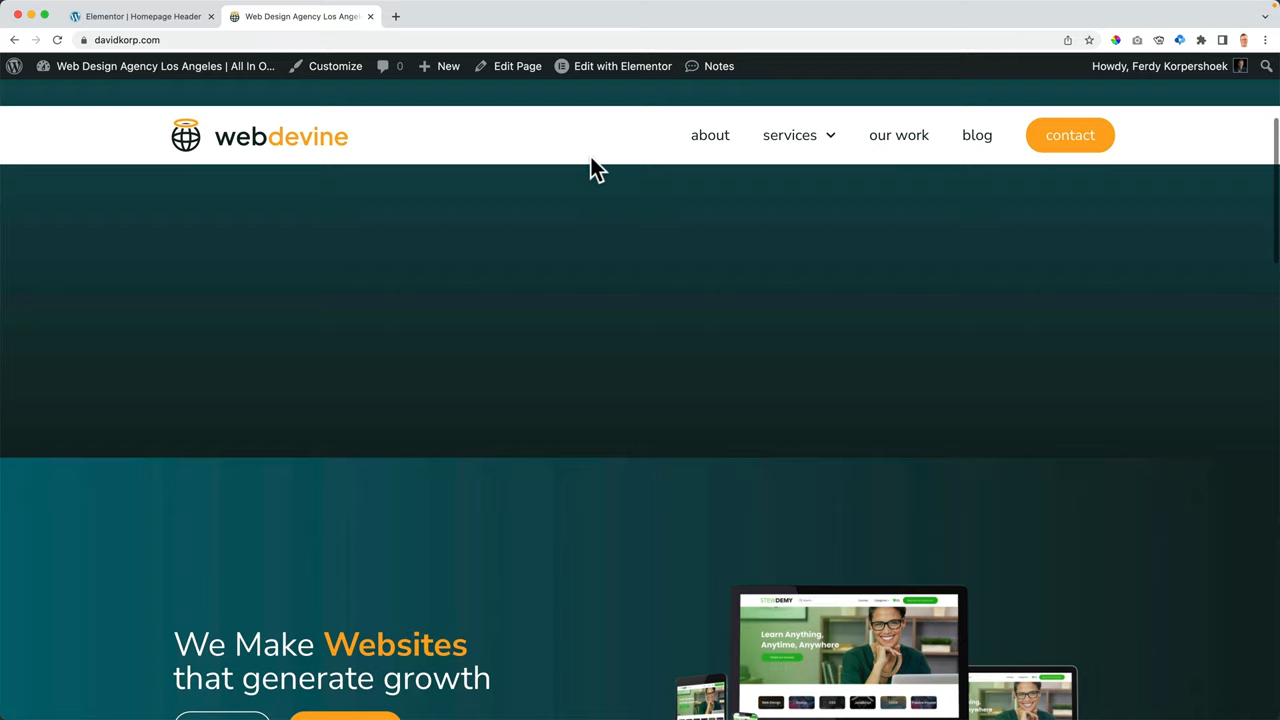 Elementor | Homepage Header
Web Design Agency Los Angel
davidkorp.com
Web Design Agency Los Angeles | All In O... Customize 0 New Edit Page Edit with Elementor Notes Howdy, Ferdy Korpershoek
webdevine about services our work blog contact
STEWDEMY
Learn Anything,
Anytime, Anywhere
We Make Websites
that generate growth